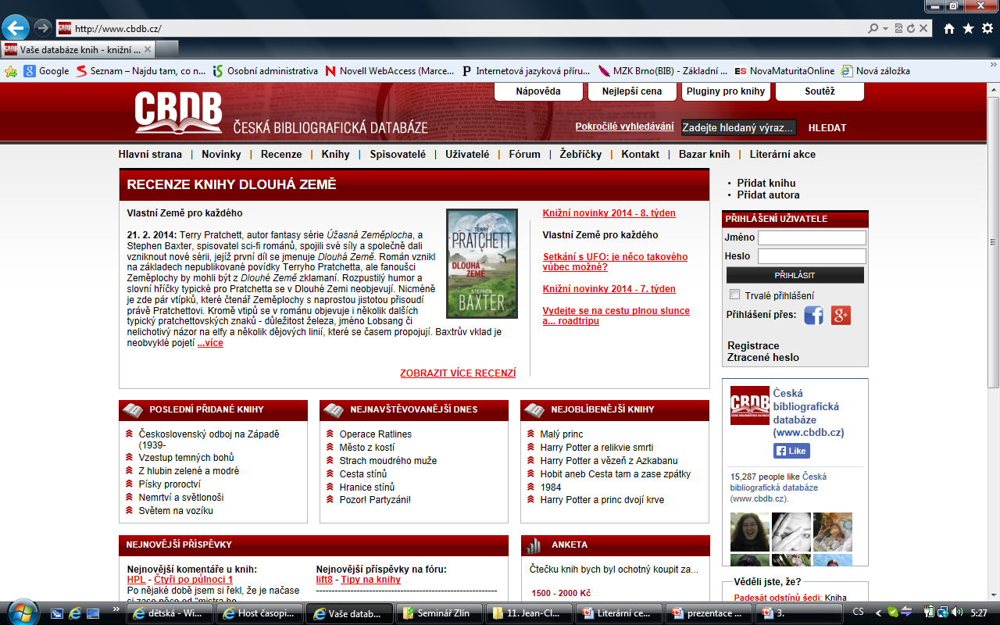 http://www.cbdb.cz/
Vaše databáze knih - knižní ...
Google
Seznam – Najdu tam, co n...
Osobní administrativa
Novell WebAccess (Marce...
Internetová jazyková příru...
MZK Brno(BIB) - Základní ...
NovaMaturitaOnline
Nová záložka
Nápověda
Nejlepší cena
Pluginy pro knihy
Soutěž
CBDB
ČESKÁ BIBLIOGRAFICKÁ DATABÁZE
Pokročilé vyhledávání
Zadejte hledaný výraz...
HLEDAT
Hlavní strana | Novinky | Recenze | Knihy | Spisovatelé | Uživatelé | Fórum | Žebříčky | Kontakt | Bazar knih | Literární akce
RECENZE KNIHY DLOUHÁ ZEMĚ
Vlastní Země pro každého
21. 2. 2014: Terry Pratchett, autor fantasy série Úžasná Zeměplocha, a
Stephen Baxter, spisovatel sci-fi románů, spojili své síly a společně dali
vzniknout nové sérii, jejíž první díl se jmenuje Dlouhá Země. Román vznikl
na základech nepublikované povídky Terryho Pratchetta, ale fanoušci
Zeměplochy by mohli být z Dlouhé Země zklamaní. Rozpustilý humor a
slovní hříčky typické pro Pratchetta se v Dlouhé Zemi neobjevují. Nicméně
je zde pár vtípků, které čtenář Zeměplochy s naprostou jistotou přisoudí
právě Pratchettovi. Kromě vtipů se v románu objevuje i několik dalších
typický pratchettovských znaků - důležitost železa, jméno Lobsang či
nelichotivý názor na elfy a několik dějových linií, které se časem propojují. Baxtrův vklad je
neobvyklé pojetí ...více
ZOBRAZIT VÍCE RECENZÍ
TERRY
PRATCHETT
DLOUHÁ
ZEMĚ
STEPHEN
BAXTER
Knižní novinky 2014 - 8. týden
Vlastní Země pro každého
Setkání s UFO: je něco takového
vůbec možné?
Knižní novinky 2014 - 7. týden
Vydejte se na cestu plnou slunce
a... roadtripu
Přidat knihu
Přidat autora
PŘIHLÁŠENÍ UŽIVATELE
Jméno
Heslo
PŘIHLÁSIT
Trvalé přihlášení
Přihlášení přes:
Registrace
Ztracené heslo
POSLEDNÍ PŘIDANÉ KNIHY
Československý odboj na Západě
(1939-
Vzestup temných bohů
Z hlubin zelené a modré
Písky proroctví
Nemrtví a světlonoši
Světem na vozíku
NEJNAVŠTĚVOVANĚJŠÍ DNES
Operace Ratlines
Město z kostí
Strach moudrého muže
Cesta stínů
Hranice stínů
Pozor! Partyzáni!
NEJOBLÍBENĚJŠÍ KNIHY
Malý princ
Harry Potter a relikvie smrti
Harry Potter a vězeň z Azkabanu
Hobit aneb Cesta tam a zase zpátky
1984
Harry Potter a princ dvojí krve
CBDB
Česká
bibliografická
databáze
(www.cbdb.cz)
Like
15,287 people like Česká
bibliografická databáze
(www.cbdb.cz).
NEJNOVĚJŠÍ PŘÍSPĚVKY
Nejnovější komentáře u knih:
HPL - Čtyři po půlnoci 1
Po nějaké době jsem si řekl, že je načase
si zase něco od "mistra ho
Nejnovější příspěvky na fóru:
lift8 - Tipy na knihy
ANKETA
Čtečku knih bych byl ochotný koupit za...
1500 - 2000 Kč
Věděli jste, že?
Padesát odstínů šedi: Kniha
dětská - Wi...
Host časopi...
Vaše datab...
Seminář Zlín
11. Jean-Cl...
Literární ce...
prezentace ...
3.
CS
5:27